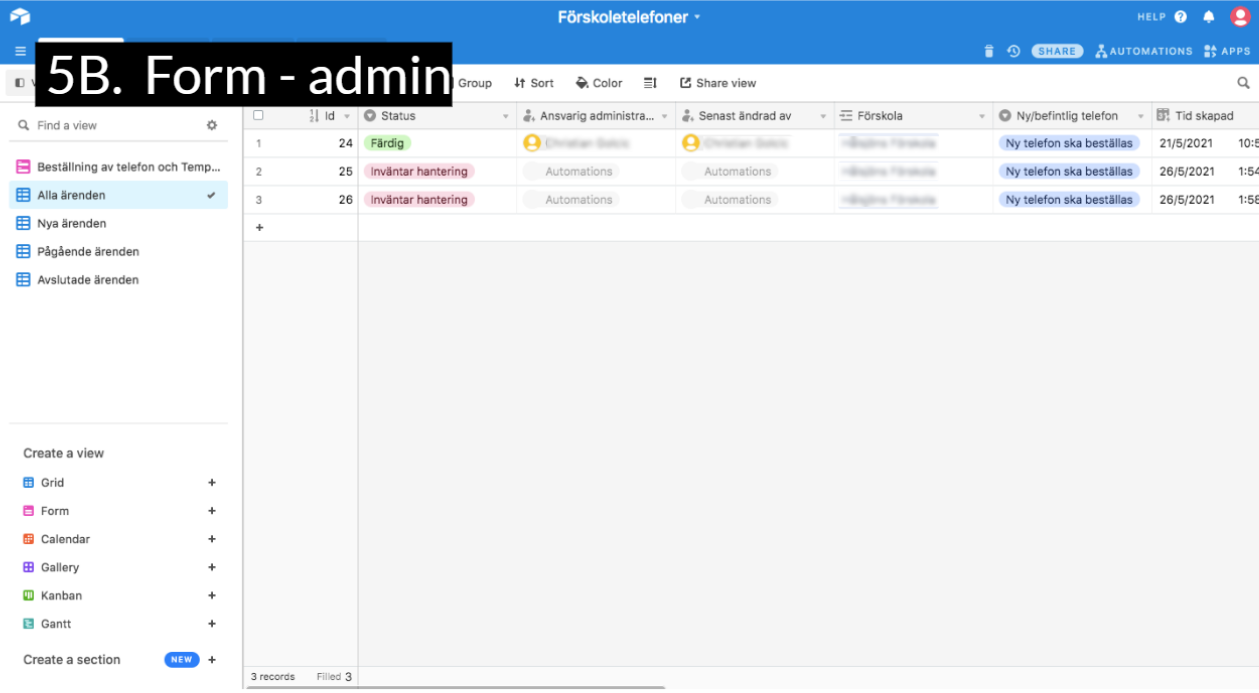 Förskoletelefoner
HELP
SHARE
AUTOMATIONS
APPS
5B. Form - admin
Group
Sort
Color
Share view
Find a view
Beställning av telefon och Temp...
Alla ärenden
Nya ärenden
Pågående ärenden
Avslutade ärenden
Id Status Ansvarig administra... Senast ändrad av Förskola Ny/befintlig telefon Tid skapad
1 24 Färdig Ny telefon ska beställas 21/5/2021 10:5
2 25 Inväntar hantering Automations Automations Ny telefon ska beställas 26/5/2021 1:54
3 26 Inväntar hantering Automations Automations Ny telefon ska beställas 26/5/2021 1:58
+
Create a view
Grid +
Form +
Calendar +
Gallery +
Kanban +
Gantt +
Create a section NEW +
3 records Filled 3